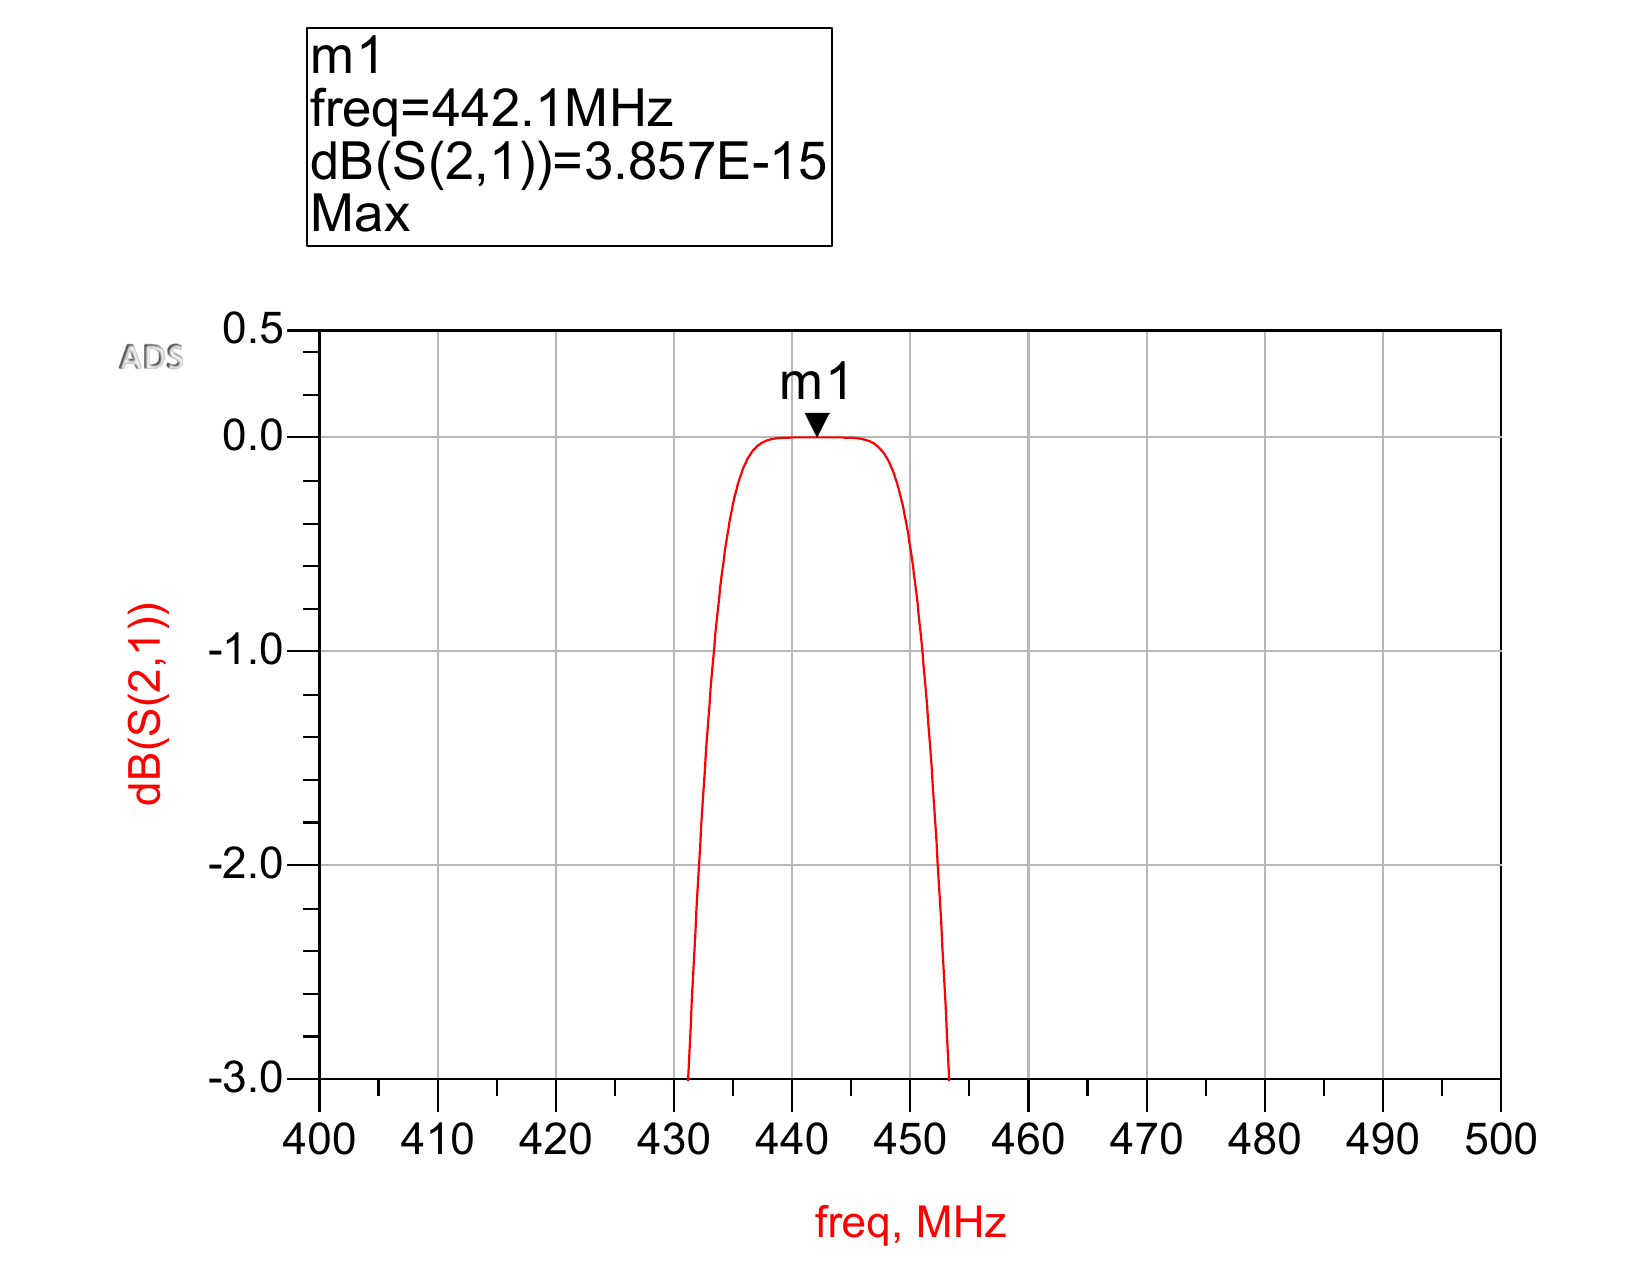 m1
freq=442.1MHz
dB(S(2,1))=3.857E-15
Max
ADS
0.5
0.0
-1.0
-2.0
-3.0
m1
dB(S(2,1))
400 410 420 430 440 450 460 470 480 490 500
freq, MHz